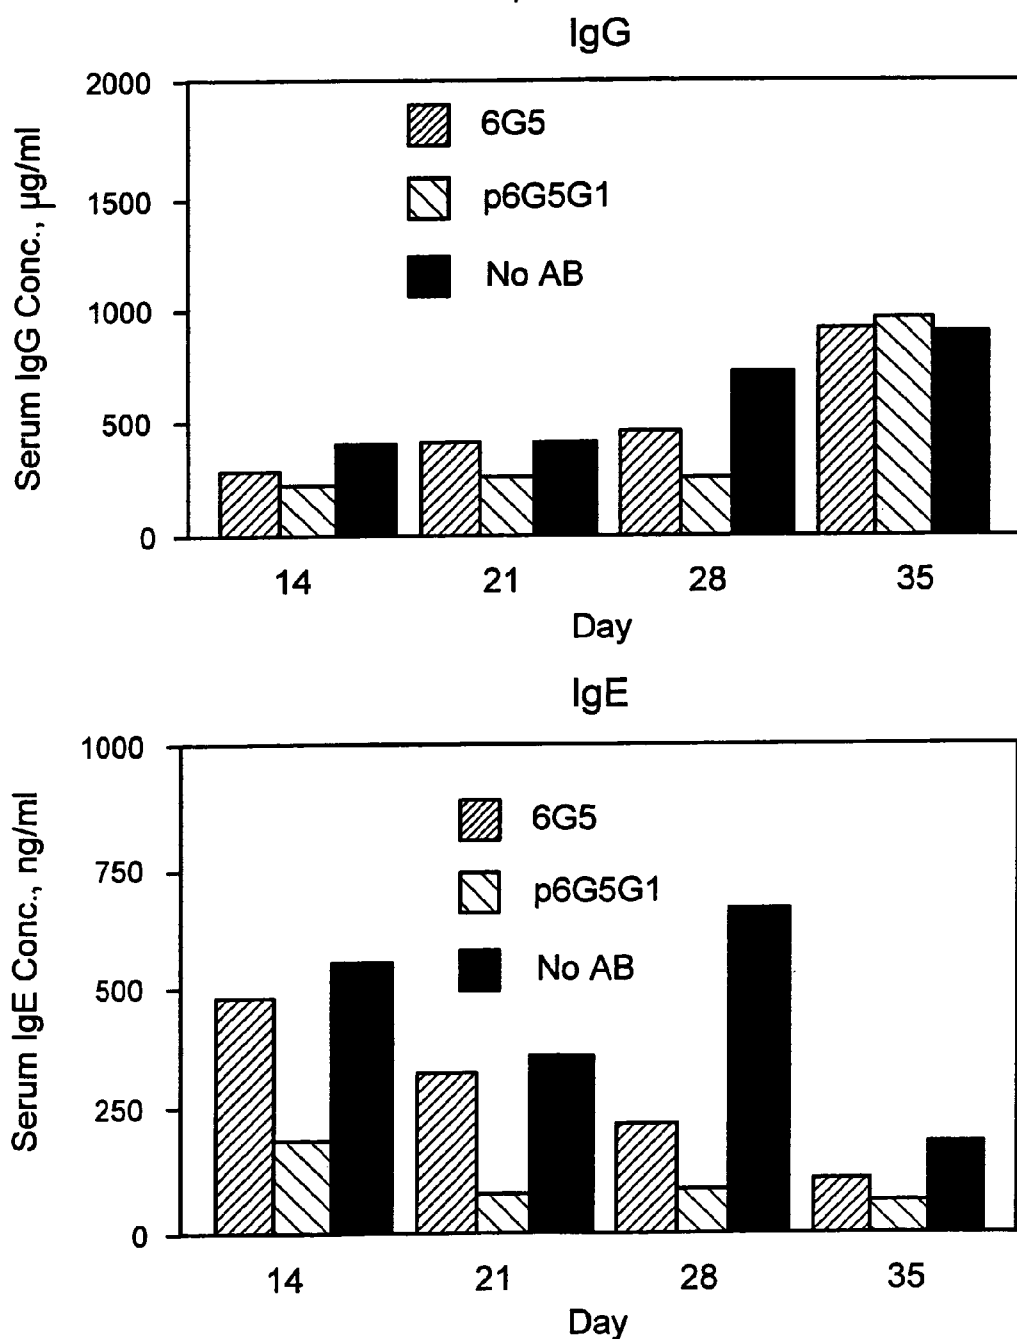 IgG
Serum IgG Conc., µg/ml
2000
1500
1000
500
0
6G5
p6G5G1
No AB
14 21 28 35
Day
IgE
Serum IgE Conc., ng/ml
1000
750
500
250
0
6G5
p6G5G1
No AB
14 21 28 35
Day